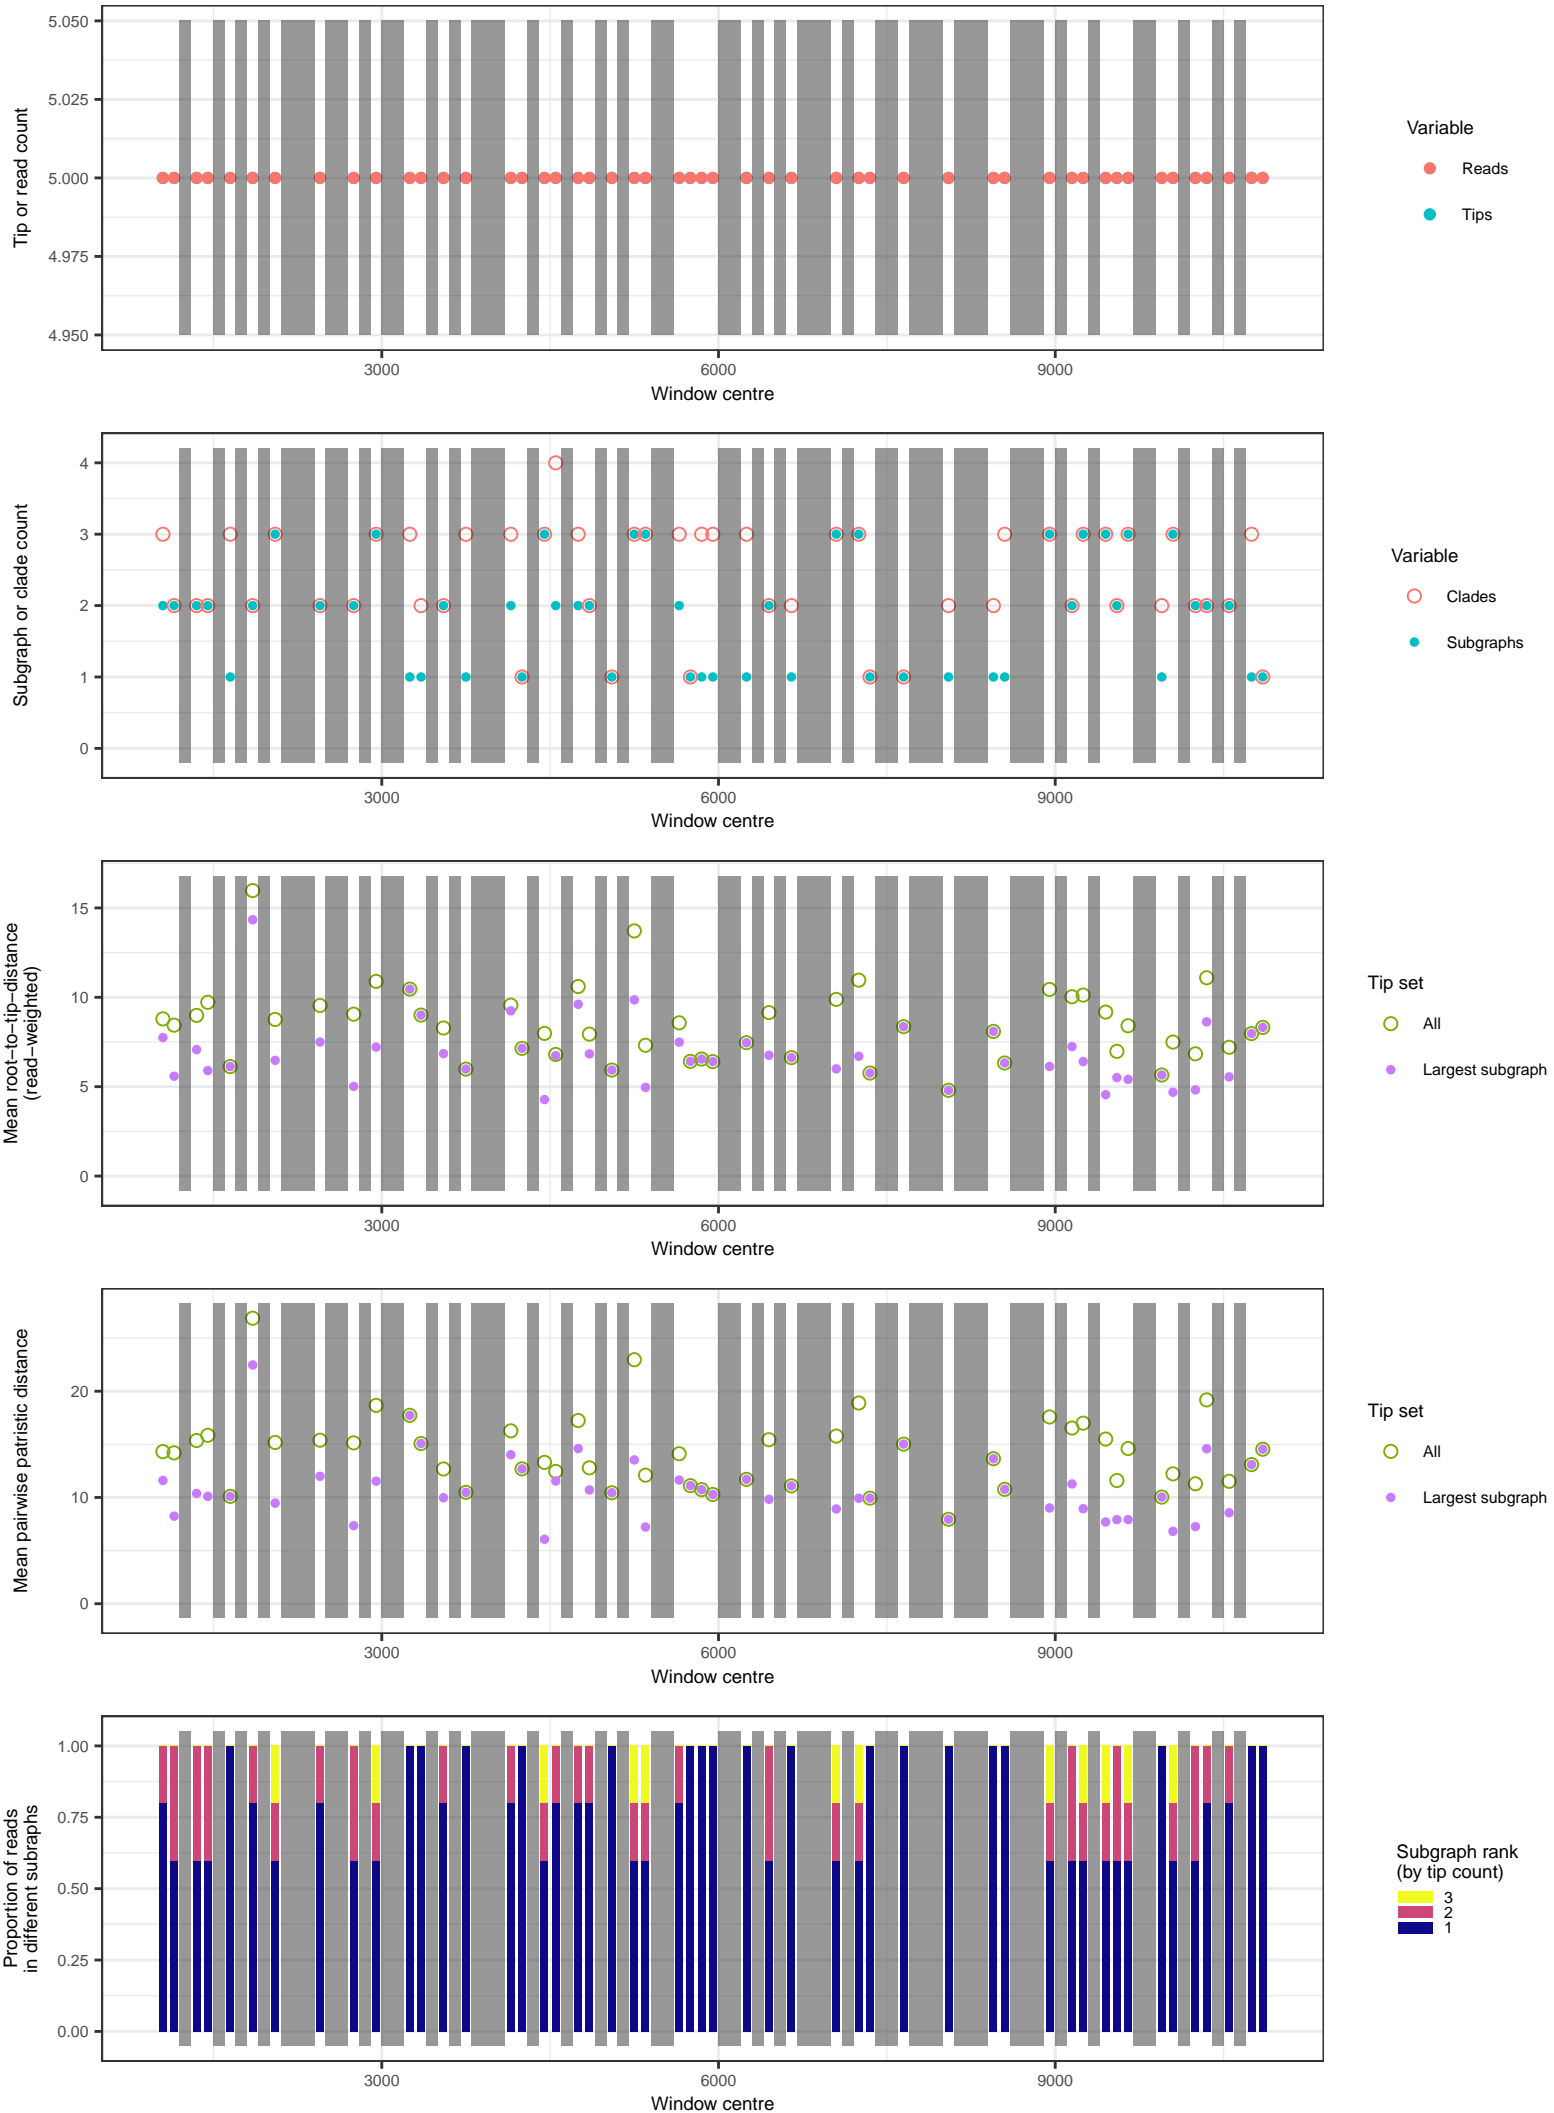 5.050
5.025
5.000
4.975
4.950
Tip or read count
3000
6000
9000
Window centre
Variable
Reads
Tips
4
3
2
1
0
Subgraph or clade count
3000
6000
9000
Window centre
Variable
Clades
Subgraphs
15
10
5
0
Mean root−to−tip−distance
(read−weighted)
3000
6000
9000
Window centre
Tip set
All
Largest subgraph
20
10
0
Mean pairwise patristic distance
3000
6000
9000
Window centre
Tip set
All
Largest subgraph
1.00
0.75
0.50
0.25
0.00
Proportion of reads
in different subraphs
3000
6000
9000
Window centre
Subgraph rank
(by tip count)
3
2
1